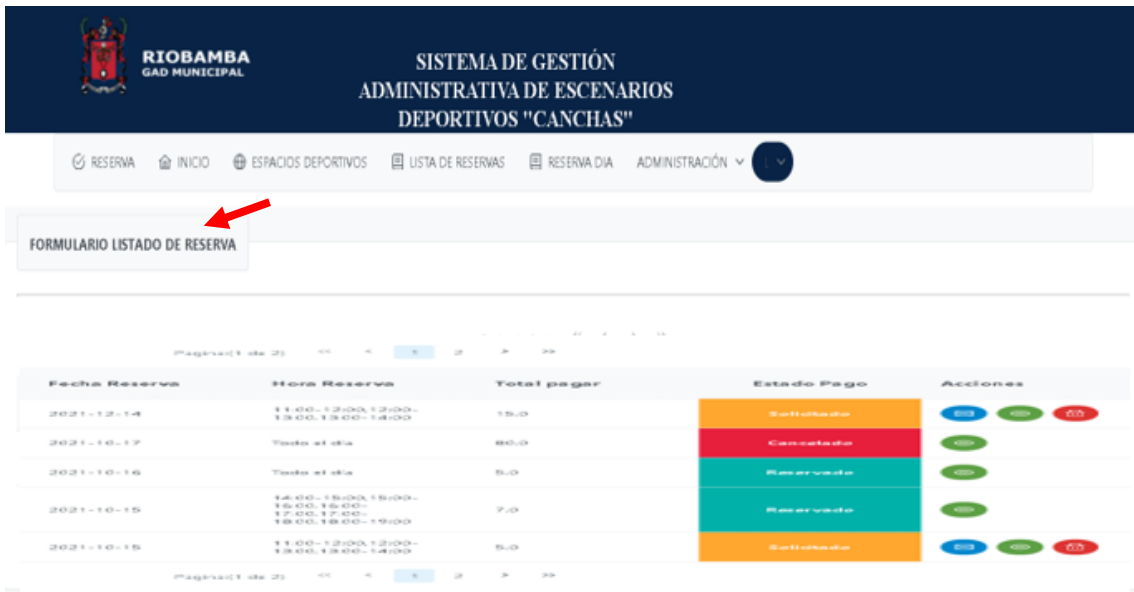 RIOBAMBA
GAD MUNICIPAL
SISTEMA DE GESTIÓN
ADMINISTRATIVA DE ESCENARIOS
DEPORTIVOS "CANCHAS"
RESERVA INICIO ESPACIOS DEPORTIVOS LISTA DE RESERVAS RESERVA DIA ADMINISTRACIÓN
FORMULARIO LISTADO DE RESERVA
Pagina:(1 de 2) << < 1 2 > >>
Fecha Reserva Hora Reserva Total pagar Estado Pago Acciones
2021-12-14 11:00-12:00,12:00-
13:00,13:00-14:00 15.0 Solicitado
2021-10-17 Todo el día 80.0 Cancelado
2021-10-16 Todo el día 5.0 Reservado
2021-10-15 14:00-15:00,15:00-
16:00,16:00-
17:00,17:00-
18:00,18:00-19:00 7.0 Reservado
2021-10-15 11:00-12:00,12:00-
13:00,13:00-14:00 5.0 Solicitado
Pagina:(1 de 2) << < 1 2 > >>